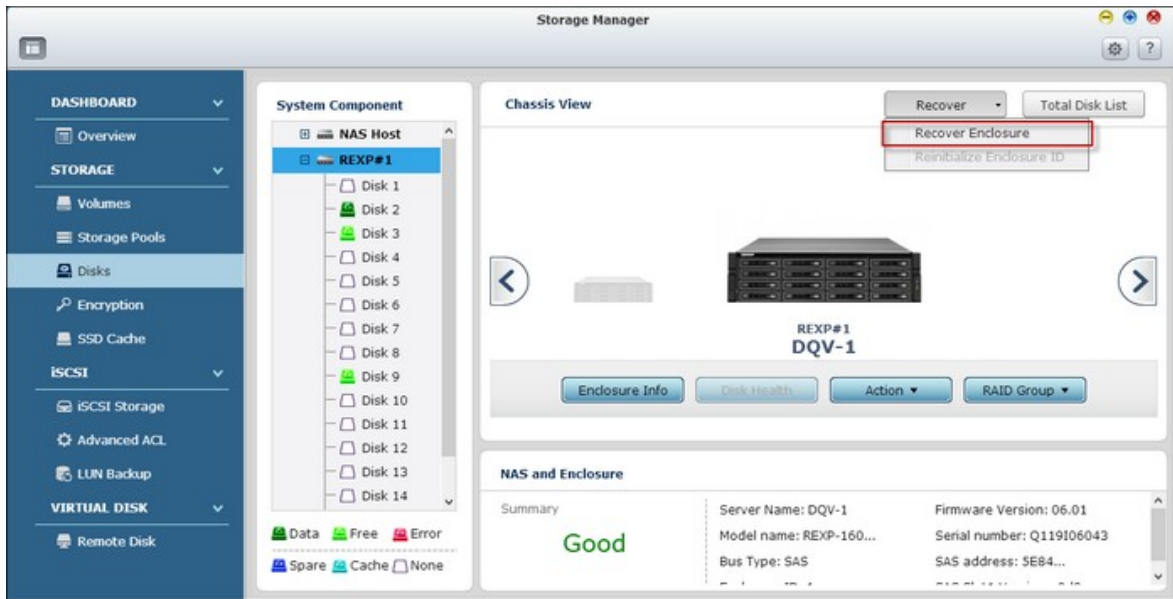 Storage Manager
?
DASHBOARD
Overview
STORAGE
Volumes
Storage Pools
Disks
Encryption
SSD Cache
iSCSI
iSCSI Storage
Advanced ACL
LUN Backup
VIRTUAL DISK
Remote Disk
System Component
NAS Host
REXP#1
Disk 1
Disk 2
Disk 3
Disk 4
Disk 5
Disk 6
Disk 7
Disk 8
Disk 9
Disk 10
Disk 11
Disk 12
Disk 13
Disk 14
Data Free Error
Spare Cache None
Chassis View
Recover Total Disk List
Recover Enclosure
Reinitialize Enclosure ID
REXP#1
DQV-1
Enclosure Info Disk Health Action RAID Group
NAS and Enclosure
Summary
Good
Server Name: DQV-1
Model name: REXP-160...
Bus Type: SAS
Firmware Version: 06.01
Serial number: Q119I06043
SAS address: 5E84...